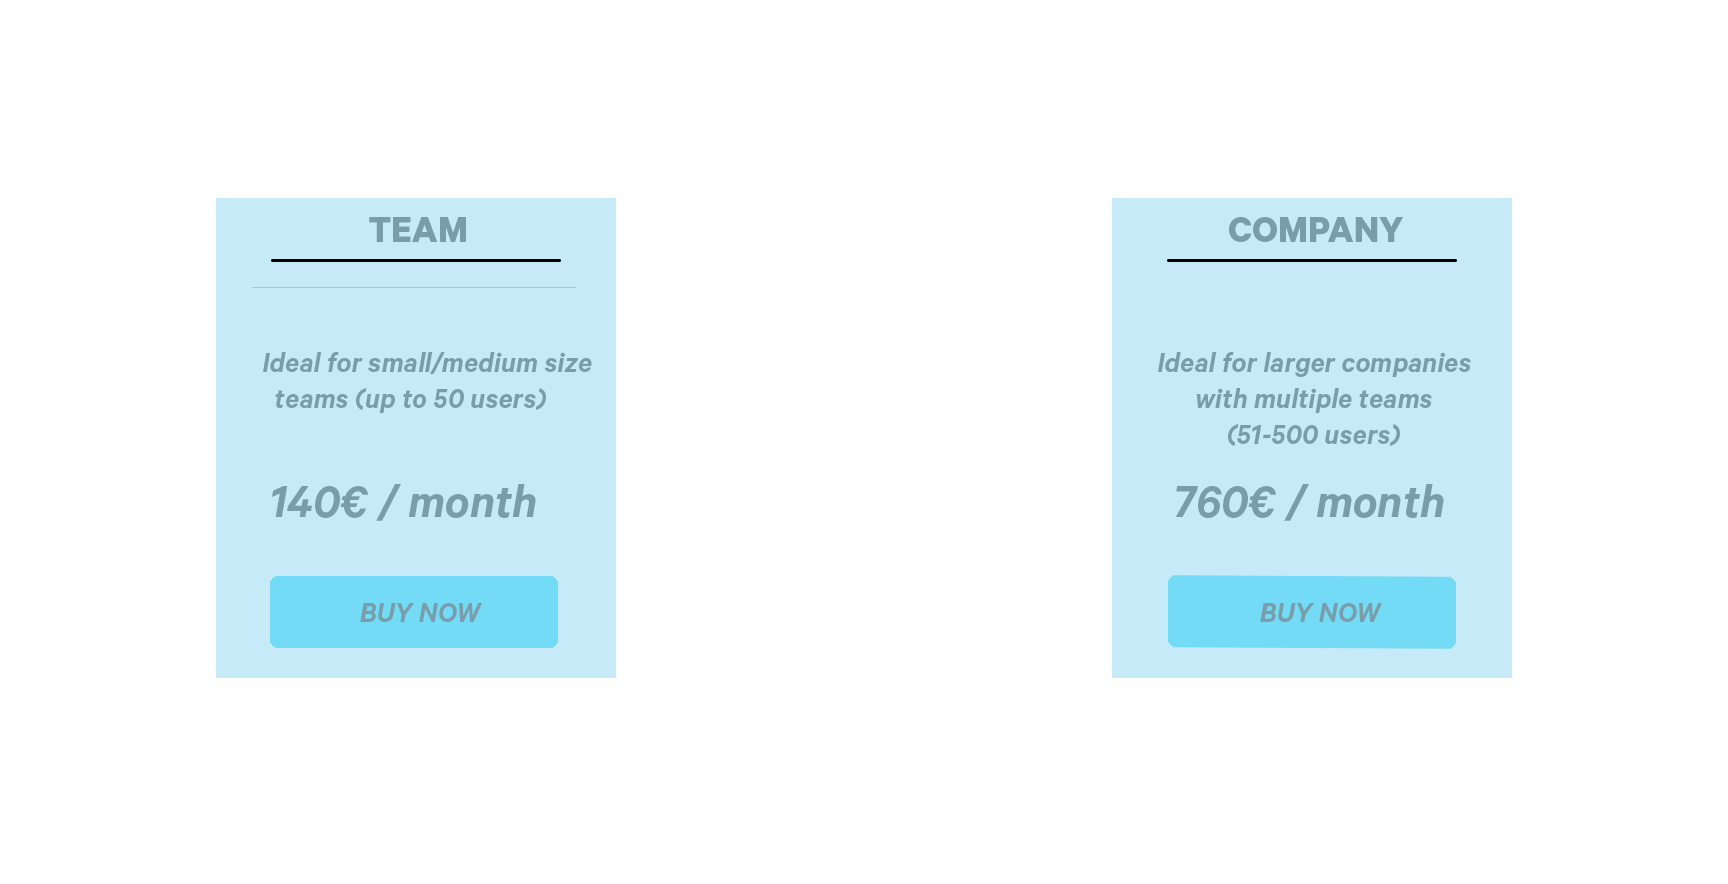 TEAM
Ideal for small/medium size
teams (up to 50 users)
140€ / month
BUY NOW
COMPANY
Ideal for larger companies
with multiple teams
(51-500 users)
760€ / month
BUY NOW